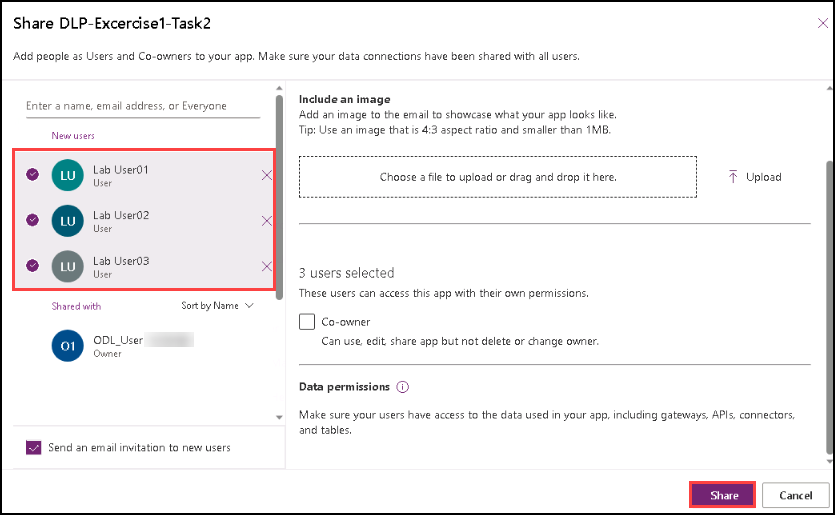 Share DLP-Excercise1-Task2
Add people as Users and Co-owners to your app. Make sure your data connections have been shared with all users.
Enter a name, email address, or Everyone
New users
LU
Lab User01
User
LU
Lab User02
User
LU
Lab User03
User
Shared with
Sort by Name
O1
ODL_User
Owner
Send an email invitation to new users
Include an image
Add an image to the email to showcase what your app looks like.
Tip: Use an image that is 4:3 aspect ratio and smaller than 1MB.
Choose a file to upload or drag and drop it here.
Upload
3 users selected
These users can access this app with their own permissions.
Co-owner
Can use, edit, share app but not delete or change owner.
Data permissions
Make sure your users have access to the data used in your app, including gateways, APIs, connectors,
and tables.
Share
Cancel